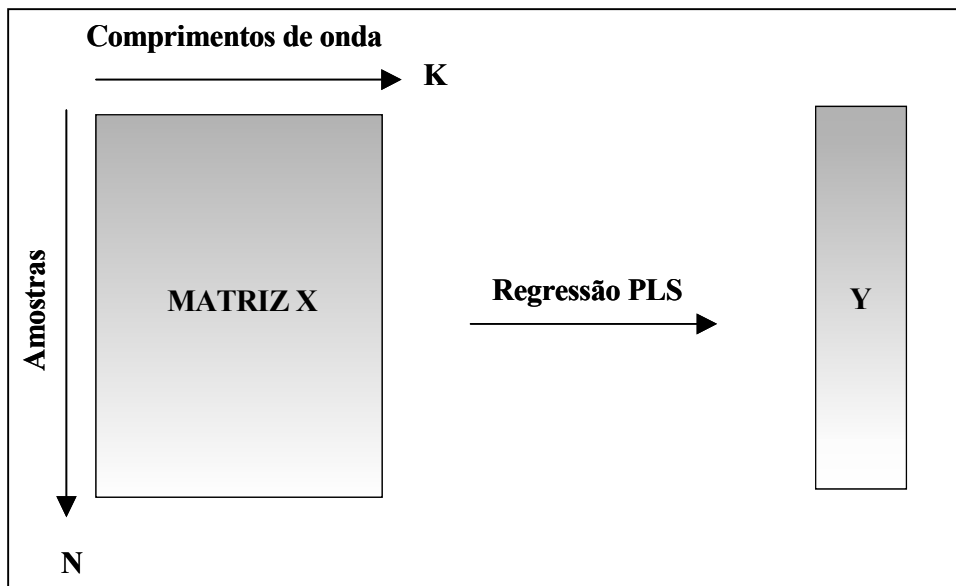 Comprimentos de onda
K
Amostras
MATRIZ X
Regressão PLS
Y
N